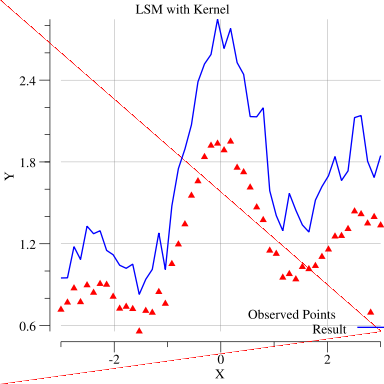 LSM with Kernel
2.4
1.8
1.2
0.6
Y
-2
0
2
X
Observed Points
Result